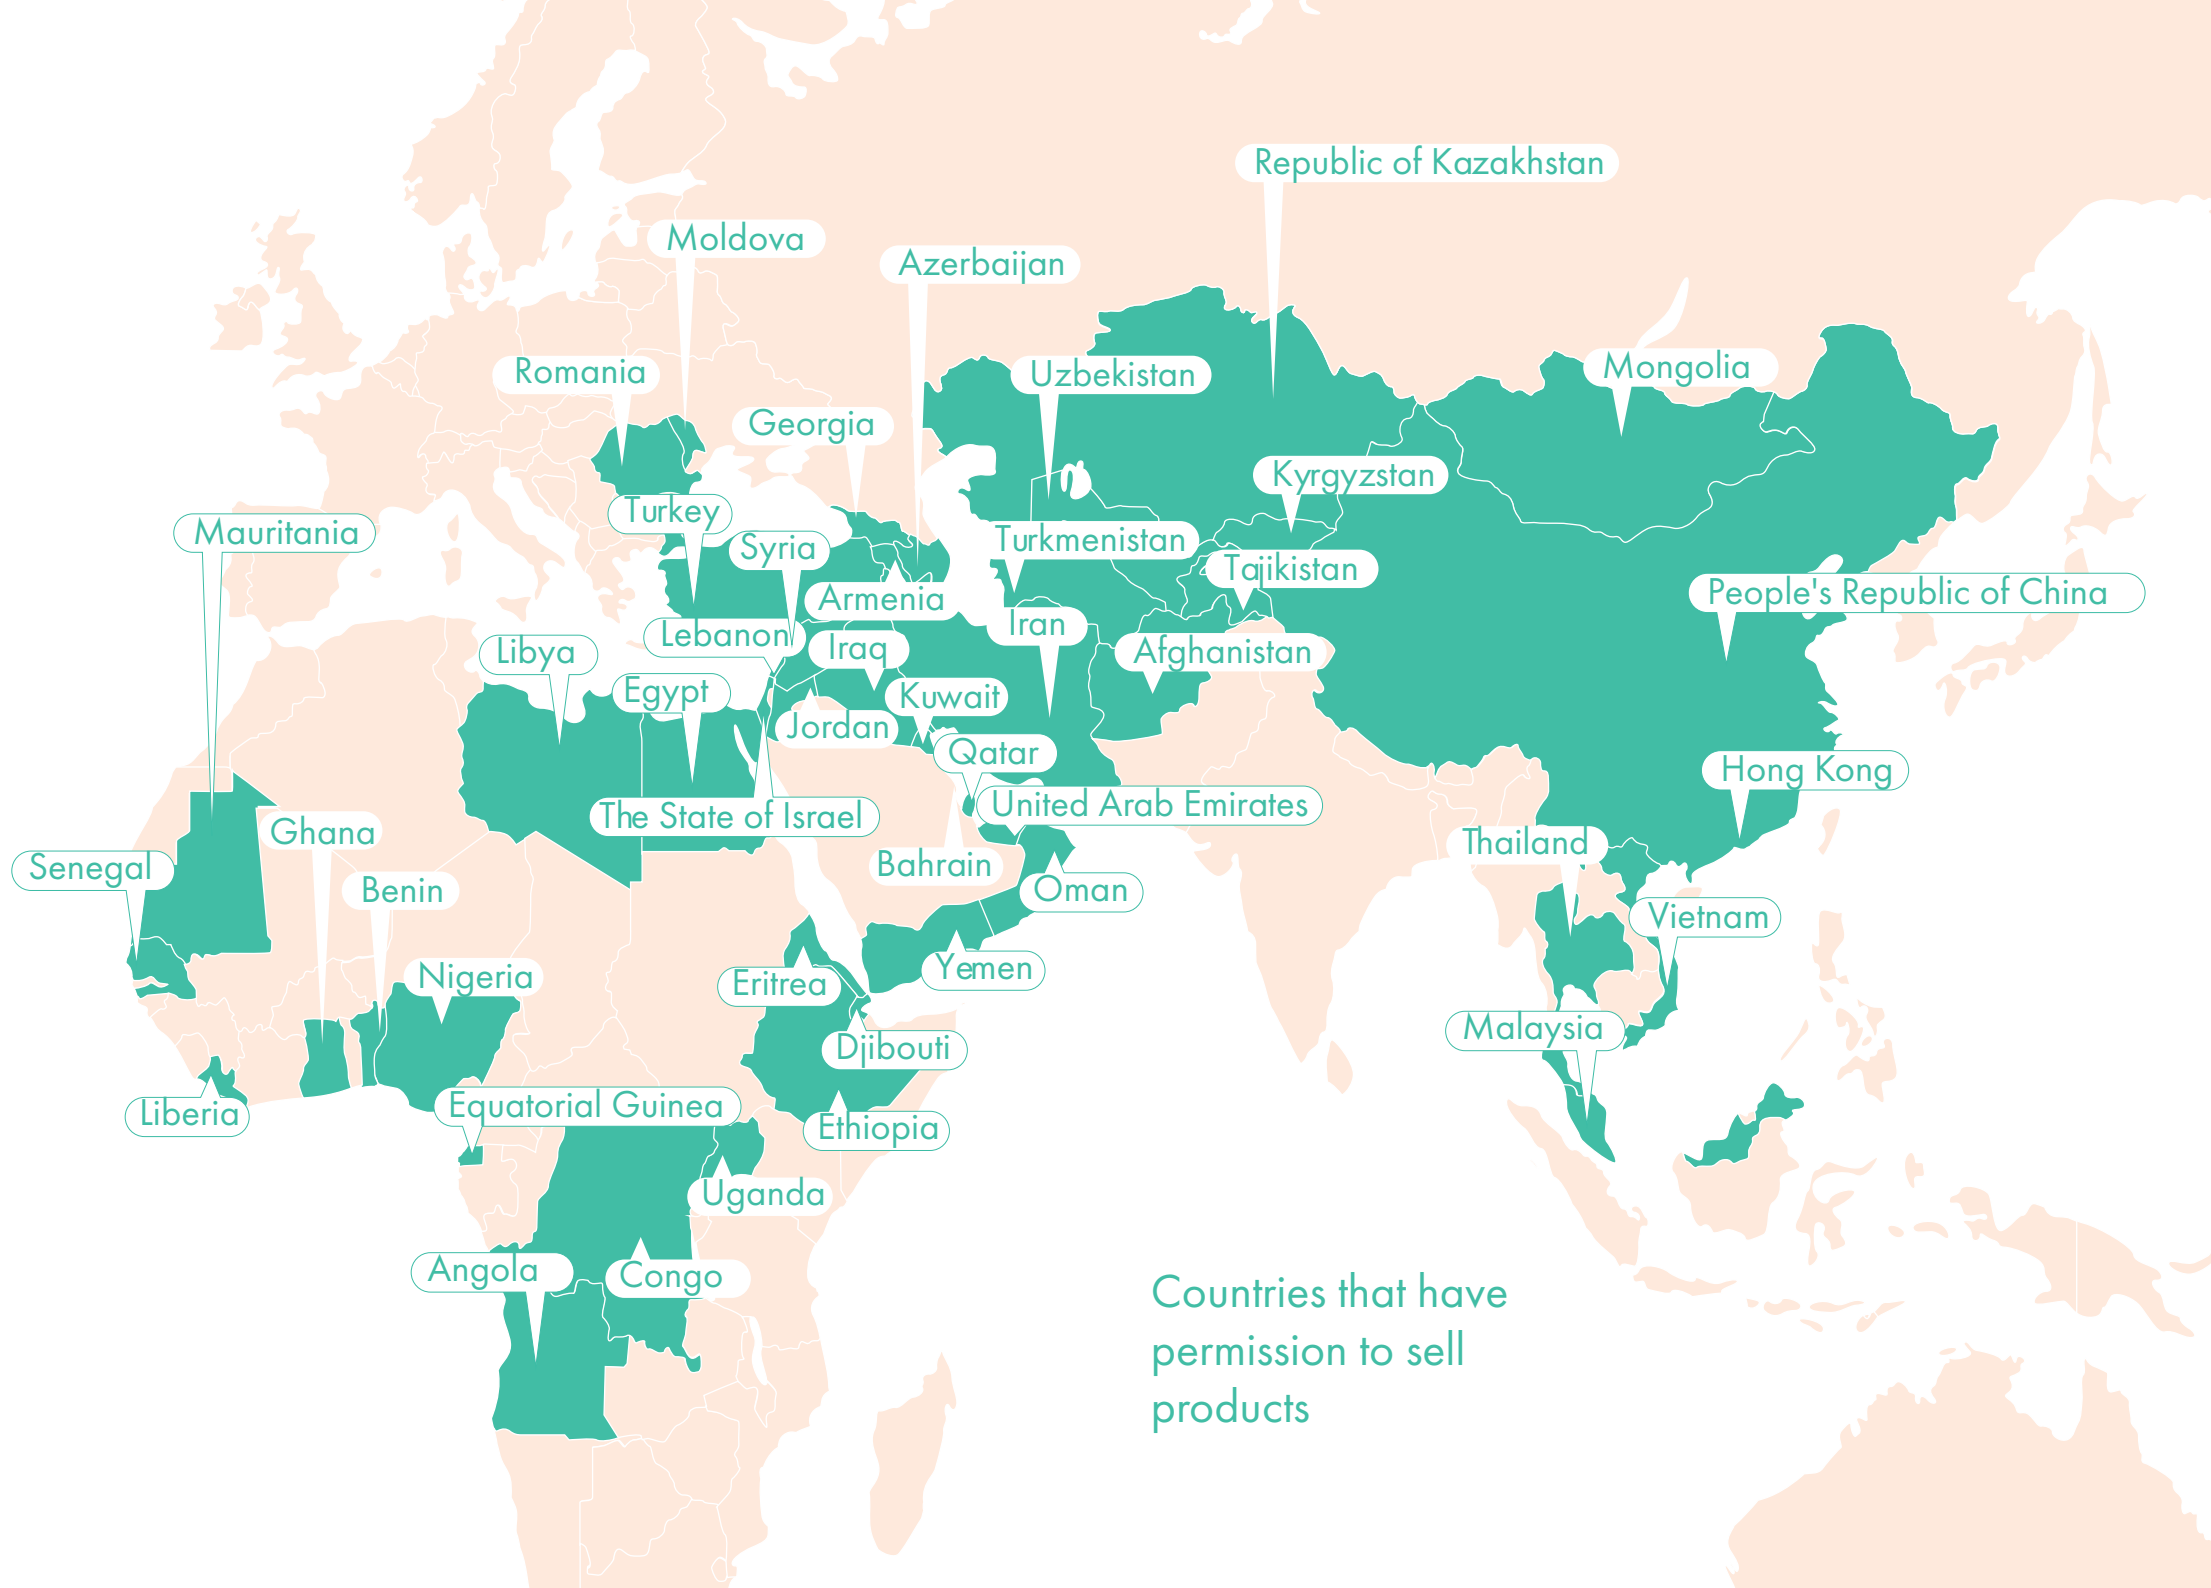 Republic of Kazakhstan
Moldova
Azerbaijan
Romania
Uzbekistan
Mongolia
Georgia
Kyrgyzstan
Turkey
Mauritania
Syria
Turkmenistan
Tajikistan
People's Republic of China
Armenia
Lebanon
Iran
Libya
Iraq
Afghanistan
Egypt
Kuwait
Jordan
Qatar
Hong Kong
The State of Israel
United Arab Emirates
Ghana
Thailand
Senegal
Bahrain
Benin
Oman
Vietnam
Nigeria
Eritrea
Yemen
Malaysia
Djibouti
Liberia
Equatorial Guinea
Ethiopia
Uganda
Angola
Congo
Countries that have
permission to sell
products